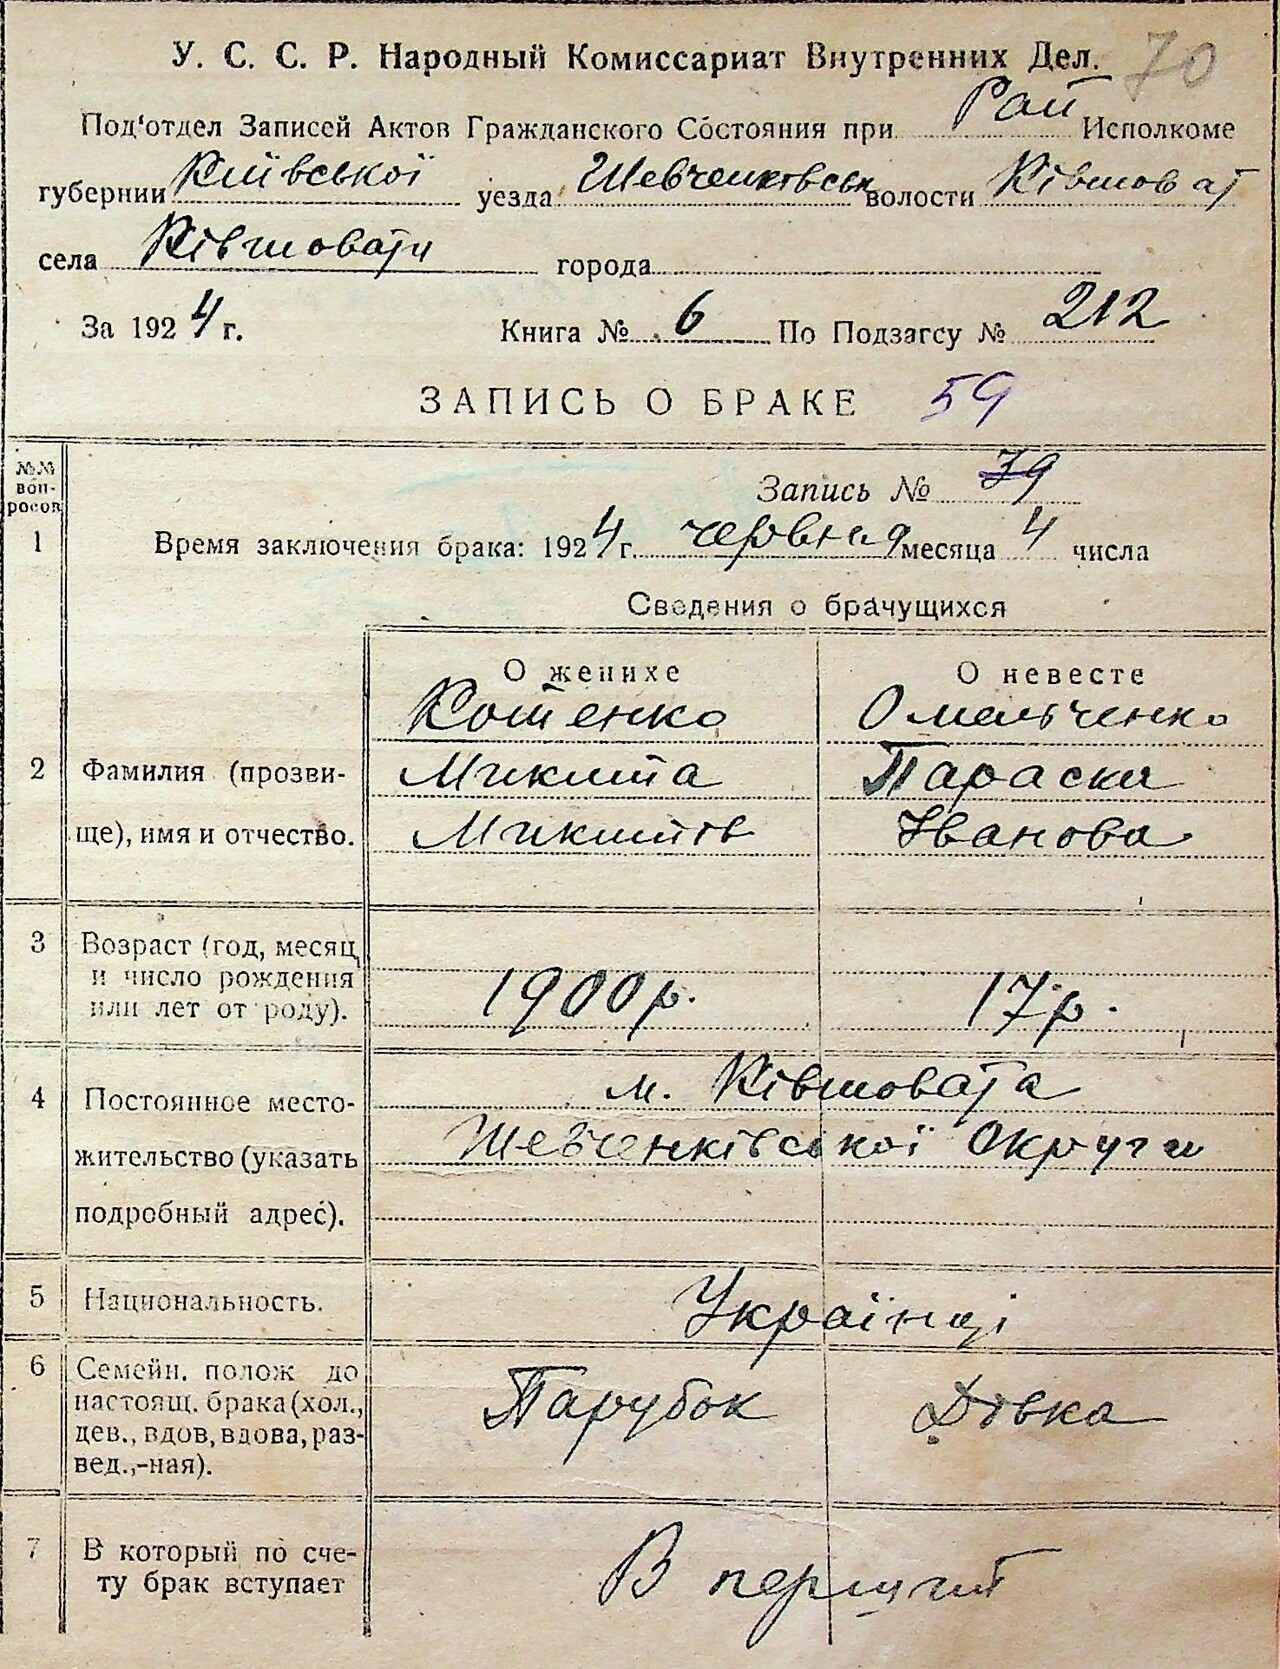 У. С. С. Р. Народный Комиссариат Внутренних Дел. 70
Под'отдел Записей Актов Гражданского Состояния при Рай Исполкоме
губернии Київської уезда Шевченковськ волости Ківшоват
села Ківшовати города
За 1924 г. Книга № 6 По Подзагсу № 212
ЗАПИСЬ О БРАКЕ 59
№№ вопросов
Запись № 39
1 Время заключения брака: 1924 г. червня месяца 4 числа
Сведения о брачущихся
О женихе О невесте
Котенко Омельченко
2 Фамилия (прозви- Микита Параска
ще), имя и отчество. Микитів Іванова
3 Возраст (год, месяц
и число рождения 1900 р. 17 р.
или лет от роду).
4 Постоянное место- м. Ківшовата
жительство (указать Шевченківської Округи
подробный адрес).
5 Национальность. Українці
6 Семейн. полож до
настоящ. брака (хол., Парубок Дівка
дев., вдов, вдова, раз-
вед.,-ная).
7 В который по сче- В перший
ту брак вступает